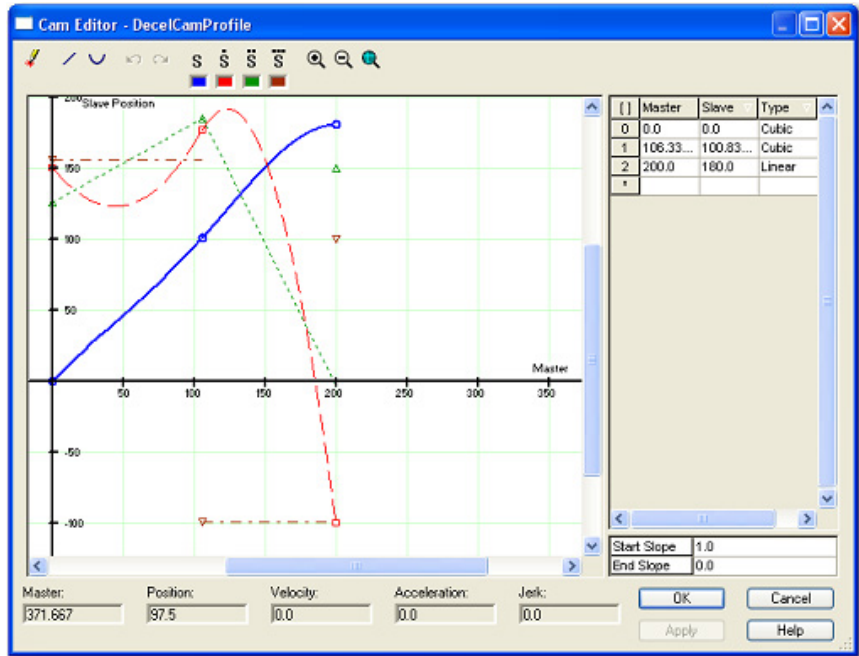 Cam Editor - DecelCamProfile
S S S S
200 Slave Position
150
100
50
Master
50 100 150 200 250 300 350
-50
-100
[ ] Master Slave Type
0 0.0 0.0 Cubic
1 106.33... 100.83... Cubic
2 200.0 180.0 Linear
*
Start Slope 1.0
End Slope 0.0
Master: Position: Velocity: Acceleration: Jerk:
371.667 97.5 0.0 0.0 0.0
OK Cancel
Apply Help